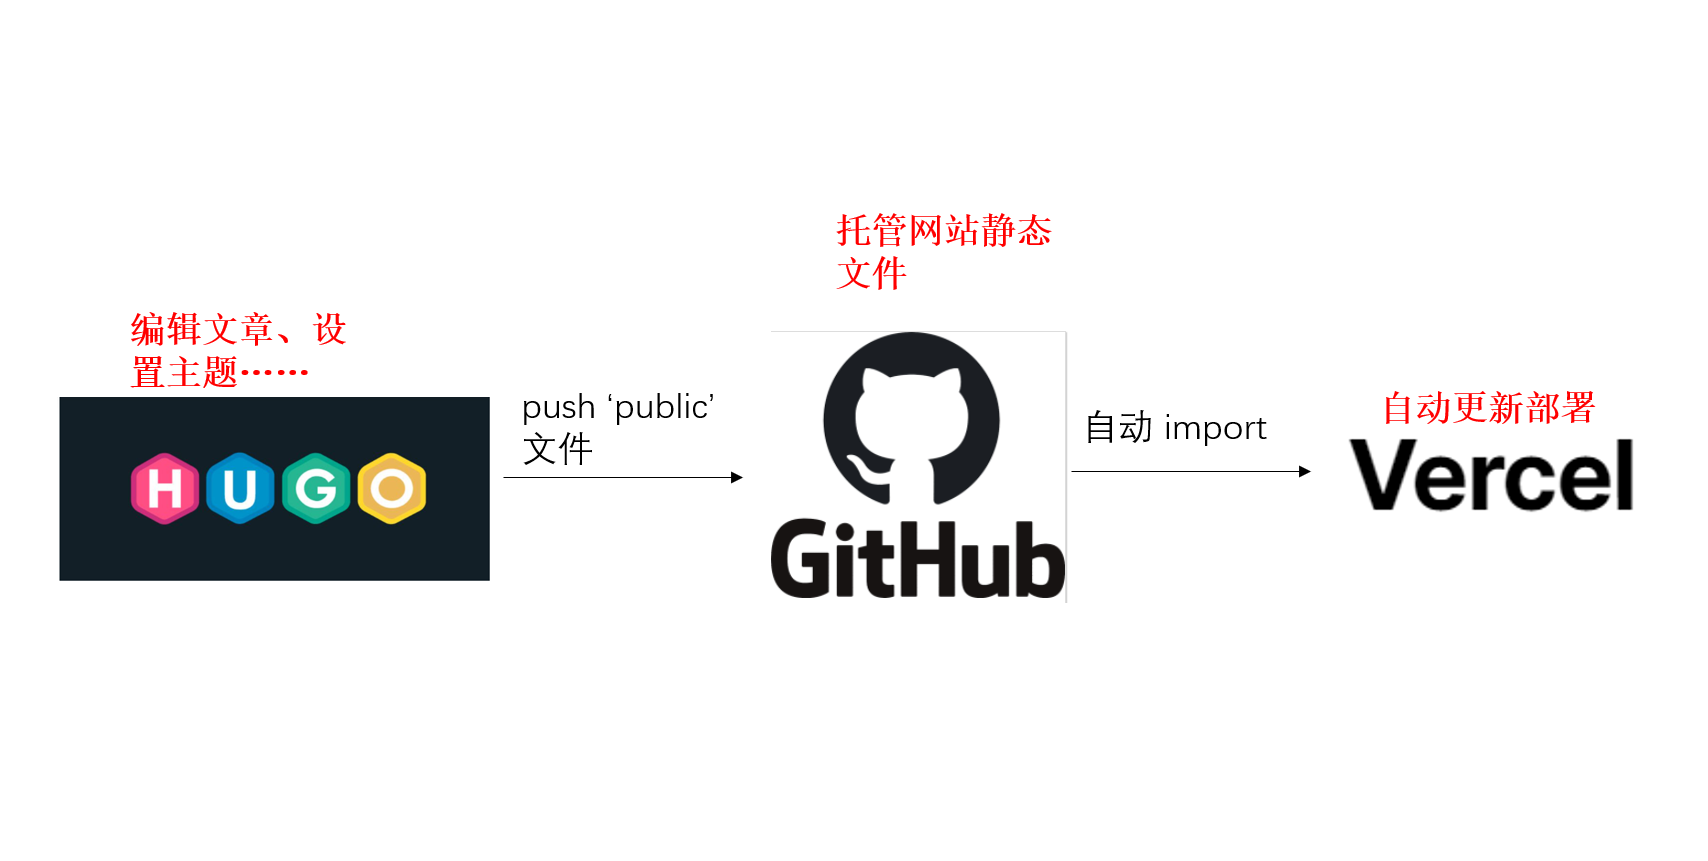 编辑文章、设
置主题……
HUGO
push ‘public’
文件
托管网站静态
文件
GitHub
自动 import
自动更新部署
Vercel